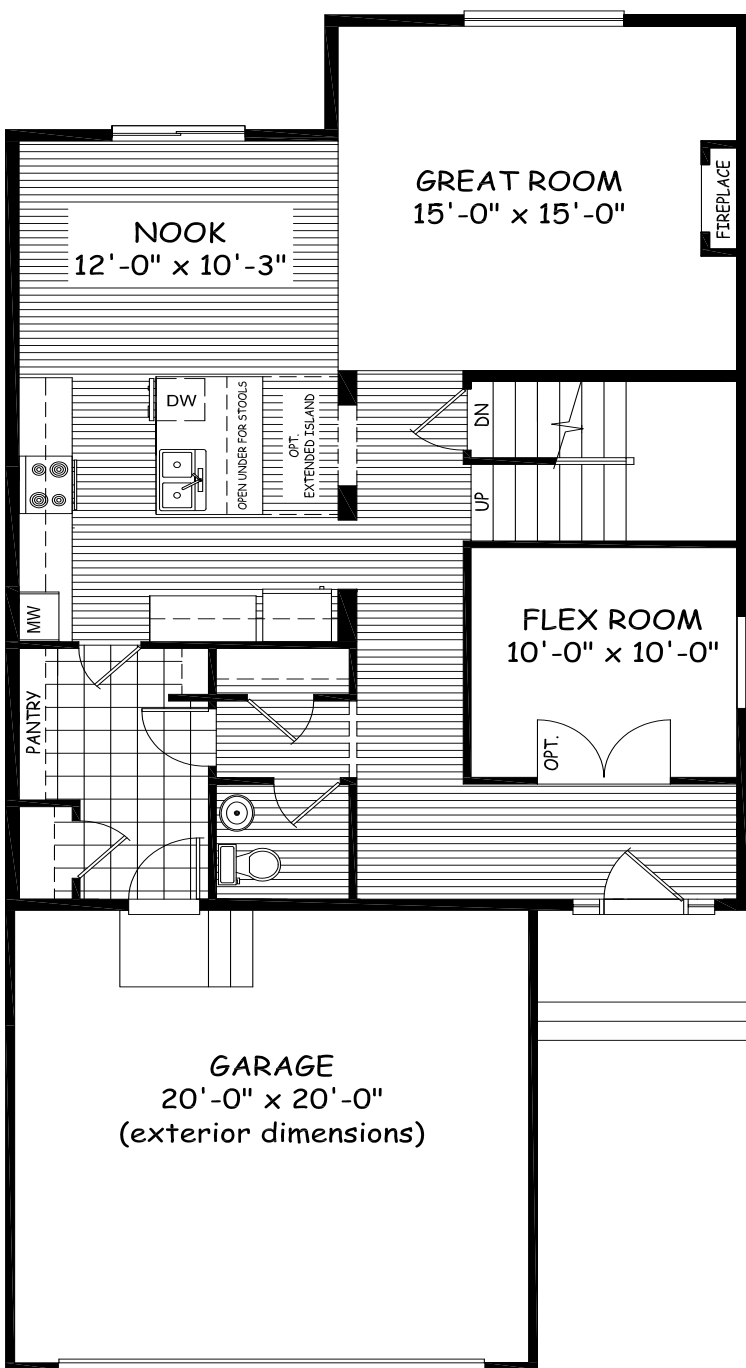 GREAT ROOM
15'-0" x 15'-0"
FIREPLACE
NOOK
12'-0" x 10'-3"
DW
OPEN UNDER FOR STOOLS
OPT.
EXTENDED ISLAND
DN
UP
MW
FLEX ROOM
10'-0" x 10'-0"
OPT.
PANTRY
GARAGE
20'-0" x 20'-0"
(exterior dimensions)